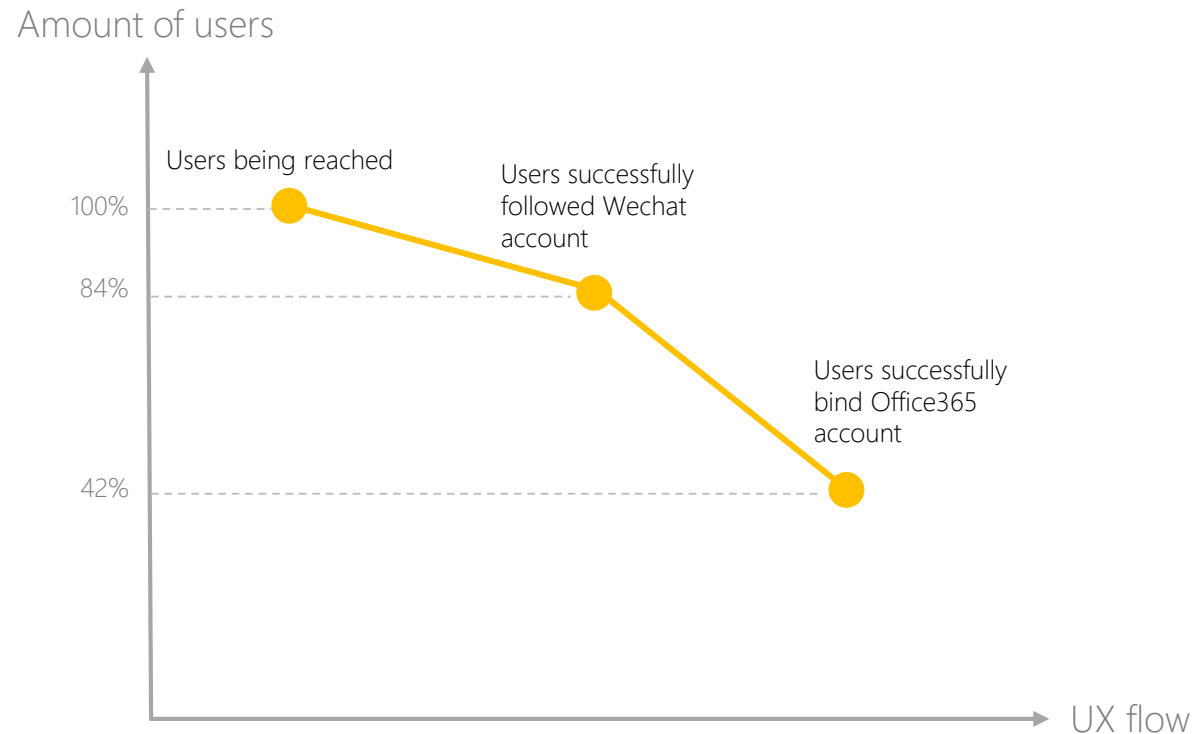 Amount of users
Users being reached
Users successfully
followed Wechat
account
100%
84%
Users successfully
bind Office365
account
42%
UX flow